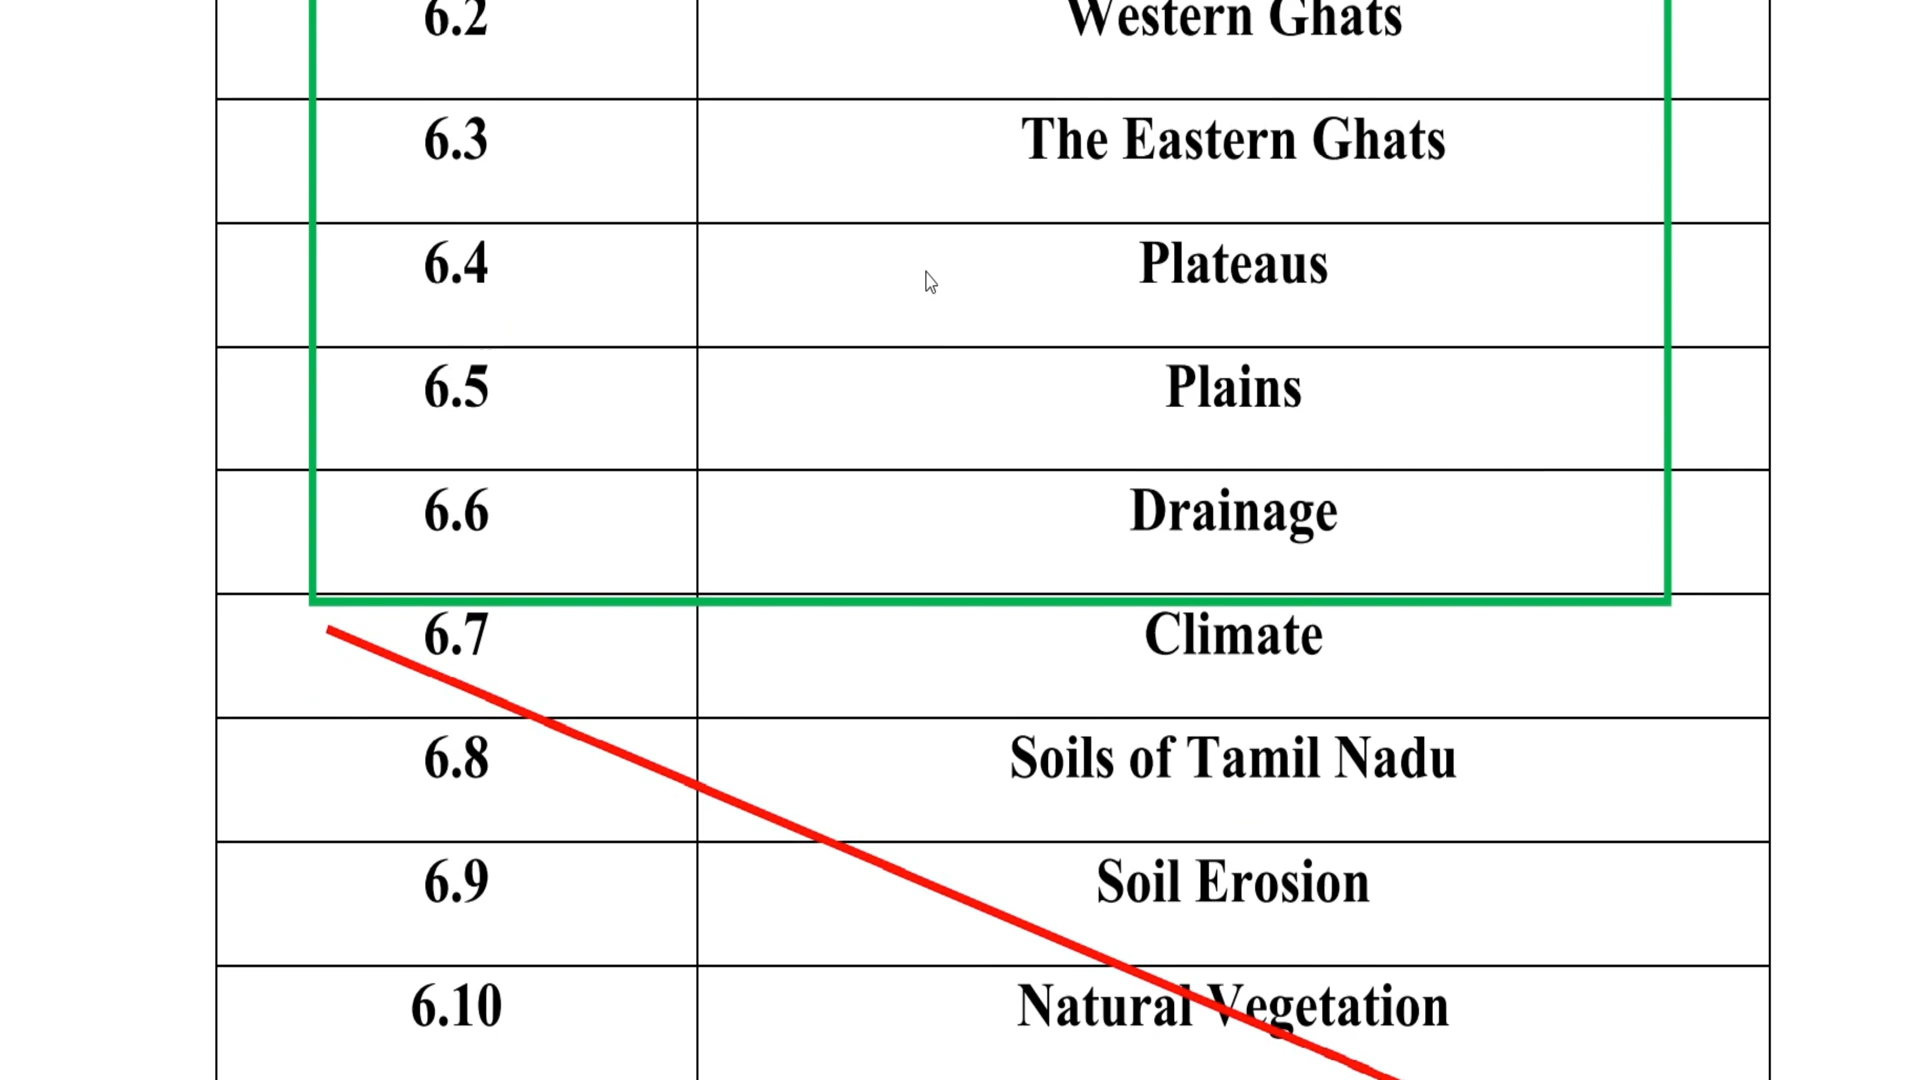 6.2 Western Ghats
6.3 The Eastern Ghats
6.4 Plateaus
6.5 Plains
6.6 Drainage
6.7 Climate
6.8 Soils of Tamil Nadu
6.9 Soil Erosion
6.10 Natural Vegetation